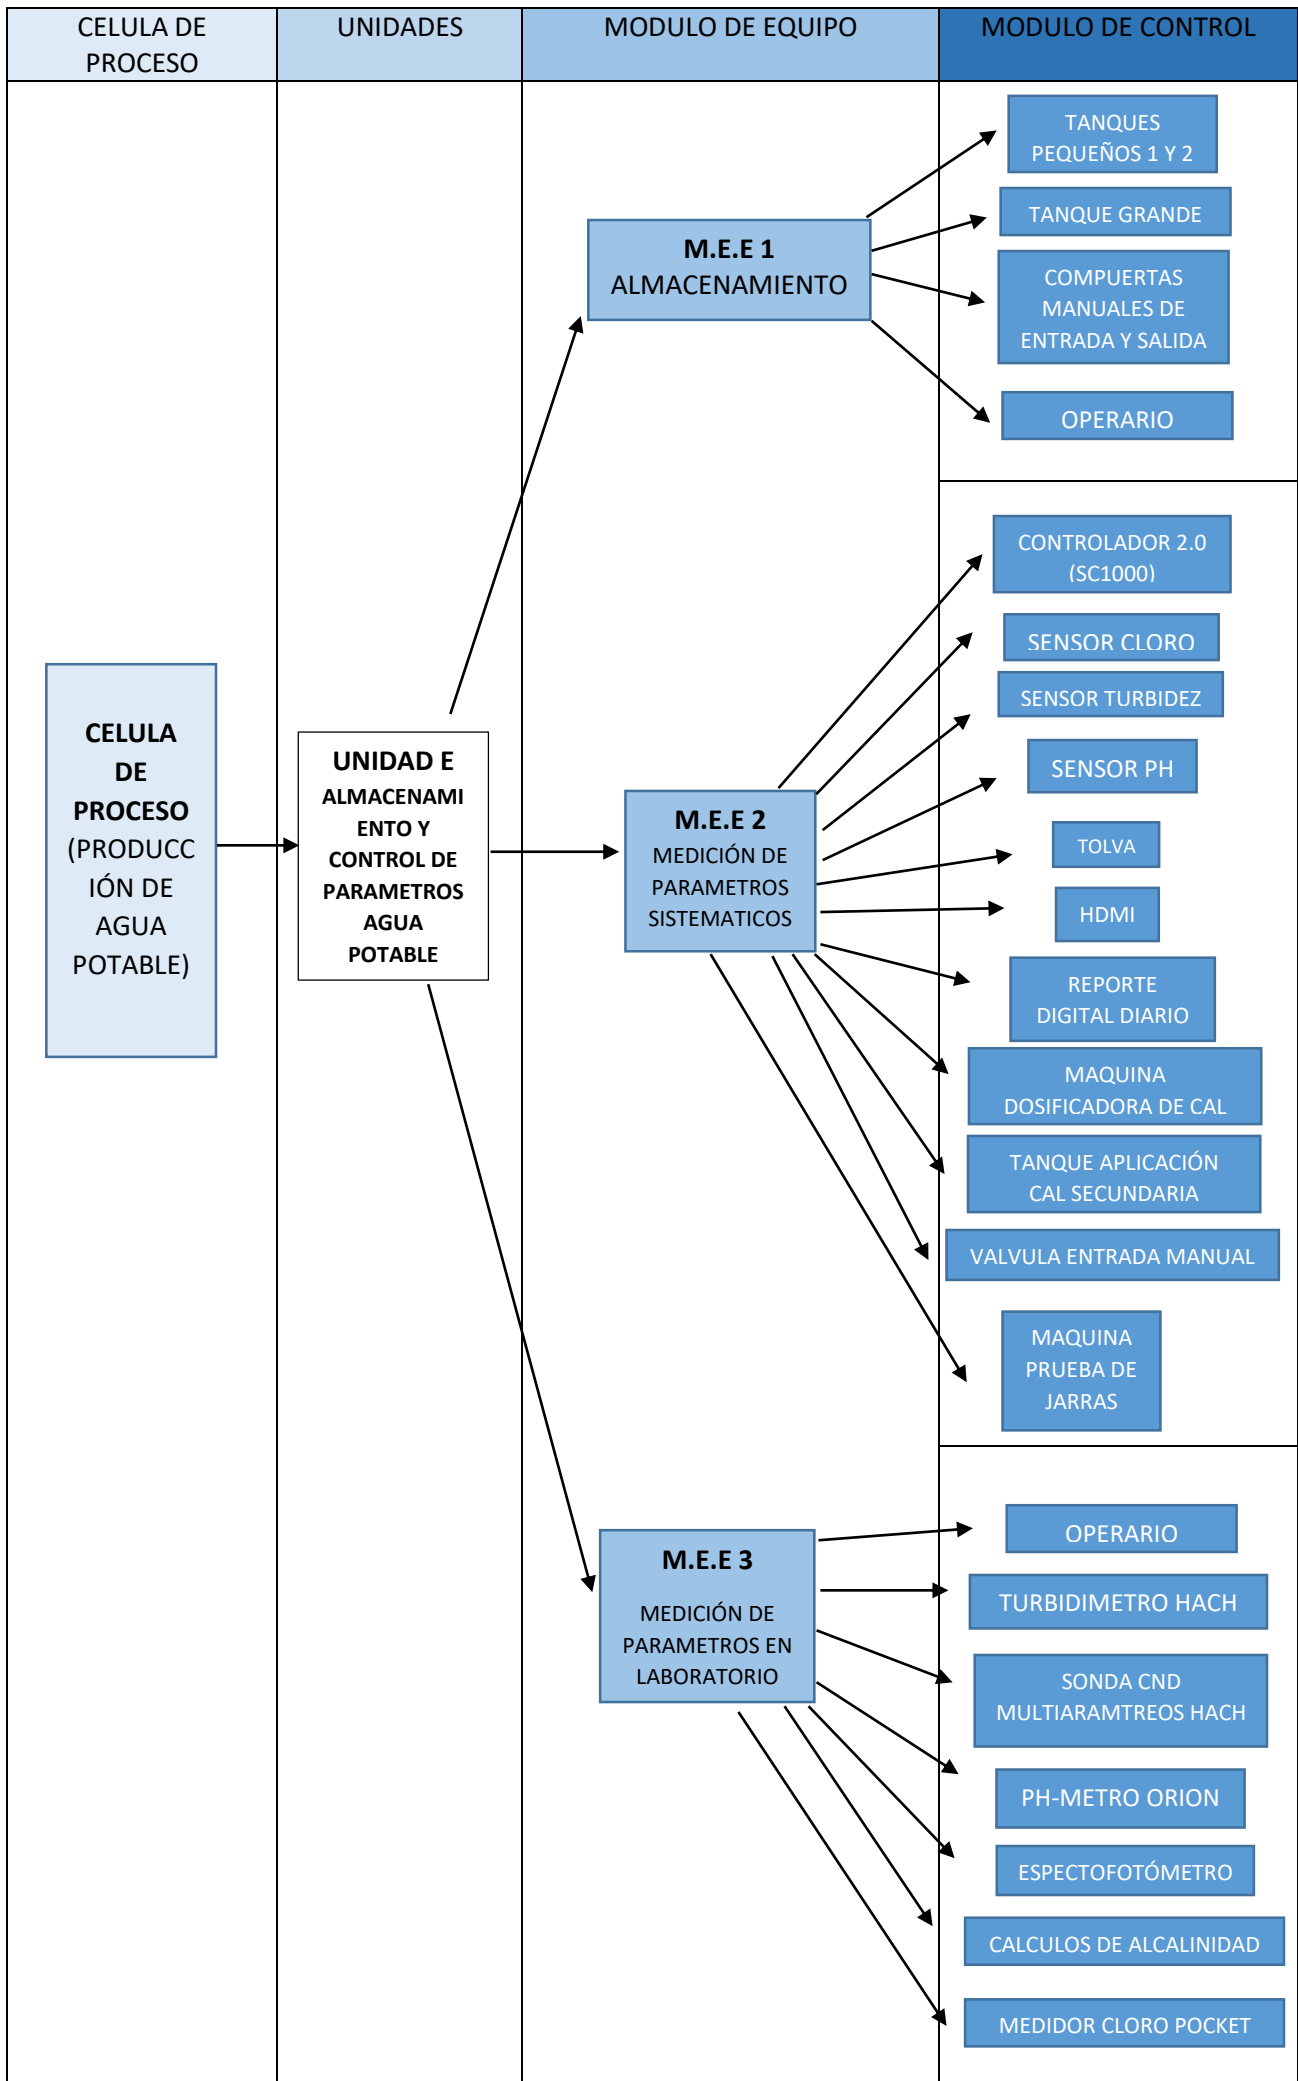 CELULA DE
PROCESO
UNIDADES
MODULO DE EQUIPO
MODULO DE CONTROL
CELULA
DE
PROCESO
(PRODUCC
IÓN DE
AGUA
POTABLE)
UNIDAD E
ALMACENAMI
ENTO Y
CONTROL DE
PARAMETROS
AGUA
POTABLE
M.E.E 1
ALMACENAMIENTO
TANQUES
PEQUEÑOS 1 Y 2
TANQUE GRANDE
COMPUERTAS
MANUALES DE
ENTRADA Y SALIDA
OPERARIO
M.E.E 2
MEDICIÓN DE
PARAMETROS
SISTEMATICOS
CONTROLADOR 2.0
(SC1000)
SENSOR CLORO
SENSOR TURBIDEZ
SENSOR PH
TOLVA
HDMI
REPORTE
DIGITAL DIARIO
MAQUINA
DOSIFICADORA DE CAL
TANQUE APLICACIÓN
CAL SECUNDARIA
VALVULA ENTRADA MANUAL
MAQUINA
PRUEBA DE
JARRAS
M.E.E 3
MEDICIÓN DE
PARAMETROS EN
LABORATORIO
OPERARIO
TURBIDIMETRO HACH
SONDA CND
MULTIARAMTREOS HACH
PH-METRO ORION
ESPECTOFOTÓMETRO
CALCULOS DE ALCALINIDAD
MEDIDOR CLORO POCKET